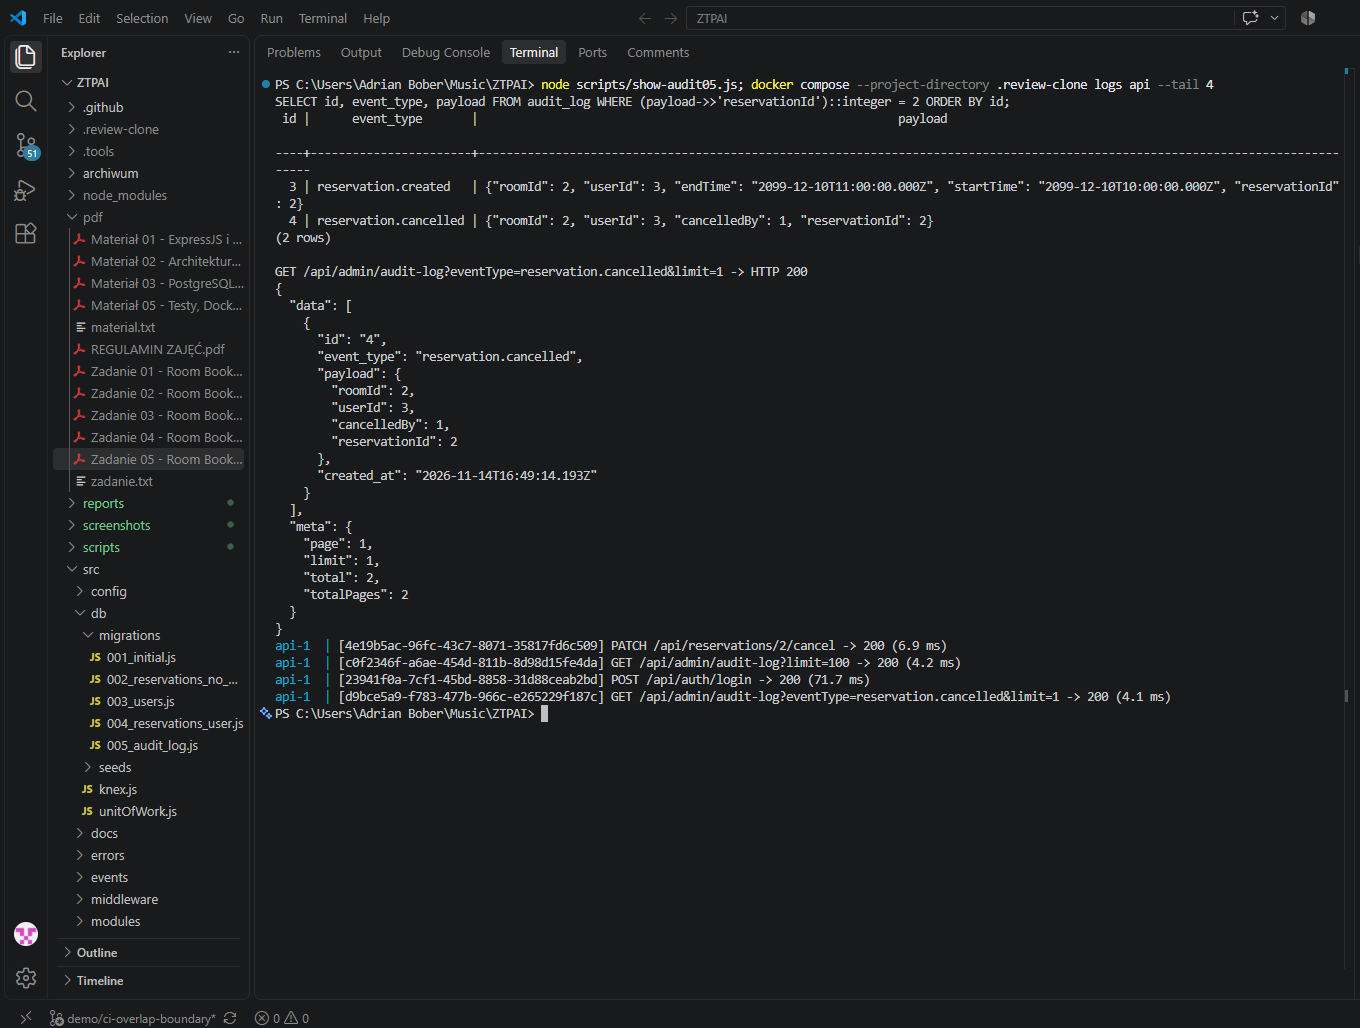 File Edit Selection View Go Run Terminal Help
ZTPAI
Explorer
Problems Output Debug Console Terminal Ports Comments
ZTPAI
.github
.review-clone
.tools
archiwum
node_modules
pdf
Materiał 01 - ExpressJS i ...
Materiał 02 - Architektur...
Materiał 03 - PostgreSQL...
Materiał 05 - Testy, Dock...
material.txt
REGULAMIN ZAJĘĆ.pdf
Zadanie 01 - Room Book...
Zadanie 02 - Room Book...
Zadanie 03 - Room Book...
Zadanie 04 - Room Book...
Zadanie 05 - Room Book...
zadanie.txt
reports
screenshots
scripts
src
config
db
migrations
JS 001_initial.js
JS 002_reservations_no_...
JS 003_users.js
JS 004_reservations_user.js
JS 005_audit_log.js
seeds
JS knex.js
JS unitOfWork.js
docs
errors
events
middleware
modules
Outline
Timeline
51
PS C:\Users\Adrian Bober\Music\ZTPAI> node scripts/show-audit05.js; docker compose --project-directory .review-clone logs api --tail 4
SELECT id, event_type, payload FROM audit_log WHERE (payload->>'reservationId')::integer = 2 ORDER BY id;
id | event_type | payload
----+-----------------------+----------------------------------------------------------------------------------------------------------------------------------
-----
3 | reservation.created | {"roomId": 2, "userId": 3, "endTime": "2099-12-10T11:00:00.000Z", "startTime": "2099-12-10T10:00:00.000Z", "reservationId"
: 2}
4 | reservation.cancelled | {"roomId": 2, "userId": 3, "cancelledBy": 1, "reservationId": 2}
(2 rows)
GET /api/admin/audit-log?eventType=reservation.cancelled&limit=1 -> HTTP 200
{
"data": [
{
"id": "4",
"event_type": "reservation.cancelled",
"payload": {
"roomId": 2,
"userId": 3,
"cancelledBy": 1,
"reservationId": 2
},
"created_at": "2026-11-14T16:49:14.193Z"
}
],
"meta": {
"page": 1,
"limit": 1,
"total": 2,
"totalPages": 2
}
}
api-1 | [4e19b5ac-96fc-43c7-8071-35817fd6c509] PATCH /api/reservations/2/cancel -> 200 (6.9 ms)
api-1 | [c0f2346f-a6ae-454d-811b-8d98d15fe4da] GET /api/admin/audit-log?limit=100 -> 200 (4.2 ms)
api-1 | [23941f0a-7cf1-45bd-8858-31d88ceab2bd] POST /api/auth/login -> 200 (71.7 ms)
api-1 | [d9bce5a9-f783-477b-966c-e265229f187c] GET /api/admin/audit-log?eventType=reservation.cancelled&limit=1 -> 200 (4.1 ms)
PS C:\Users\Adrian Bober\Music\ZTPAI>
demo/ci-overlap-boundary* 0 0